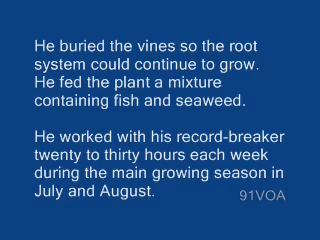 He buried the vines so the root
system could continue to grow.
He fed the plant a mixture
containing fish and seaweed.
He worked with his record-breaker
twenty to thirty hours each week
during the main growing season in
July and August.
91VOA